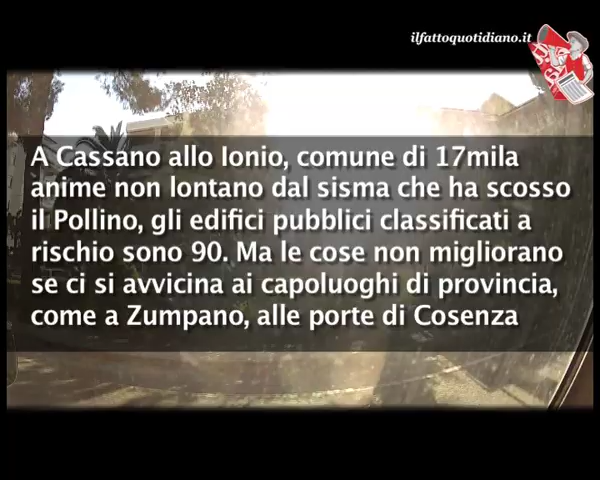 ilfattoquotidiano.it
A Cassano allo Ionio, comune di 17mila
anime non lontano dal sisma che ha scosso
il Pollino, gli edifici pubblici classificati a
rischio sono 90. Ma le cose non migliorano
se ci si avvicina ai capoluoghi di provincia,
come a Zumpano, alle porte di Cosenza